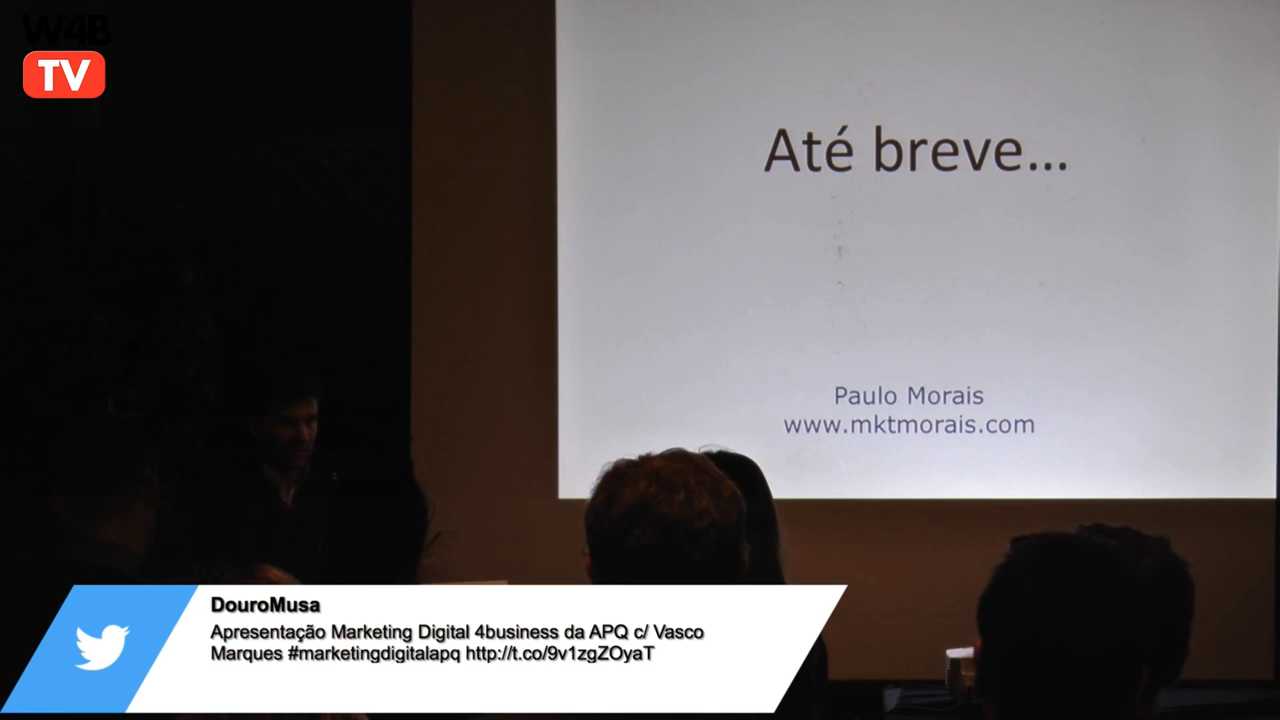 W4B
TV
Até breve...
Paulo Morais
www.mktmorais.com
DouroMusa
Apresentação Marketing Digital 4business da APQ c/ Vasco
Marques #marketingdigitalapq http://t.co/9v1zgZOyaT